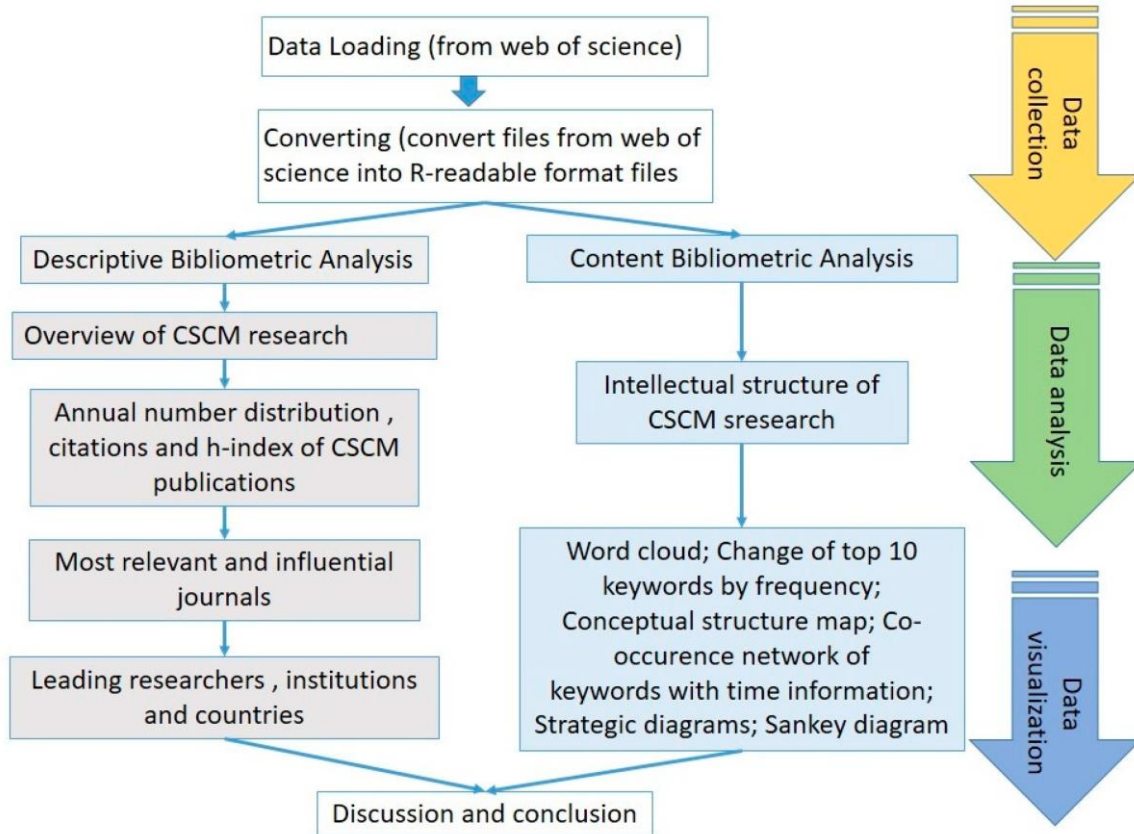 Data Loading (from web of science)
Converting (convert files from web of
science into R-readable format files
Descriptive Bibliometric Analysis
Overview of CSCM research
Annual number distribution ,
citations and h-index of CSCM
publications
Most relevant and influential
journals
Leading researchers , institutions
and countries
Content Bibliometric Analysis
Intellectual structure of
CSCM sresearch
Word cloud; Change of top 10
keywords by frequency;
Conceptual structure map; Co-
occurence network of
keywords with time information;
Strategic diagrams; Sankey diagram
Discussion and conclusion
Data
collection
Data analysis
Data
visualization